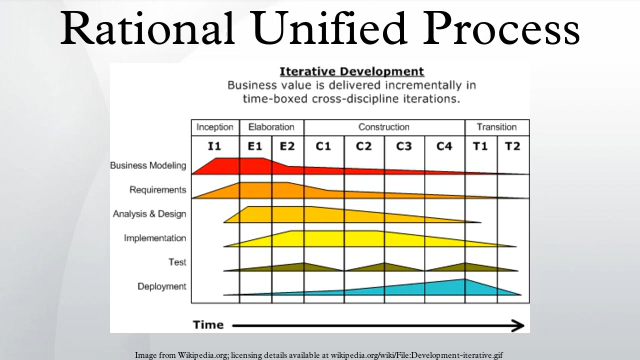 Rational Unified Process
Iterative Development
Business value is delivered incrementally in
time-boxed cross-discipline iterations.
Inception Elaboration Construction Transition
I1 E1 E2 C1 C2 C3 C4 T1 T2
Business Modeling
Requirements
Analysis & Design
Implementation
Test
Deployment
Time
Image from Wikipedia.org; licensing details available at wikipedia.org/wiki/File:Development-iterative.gif